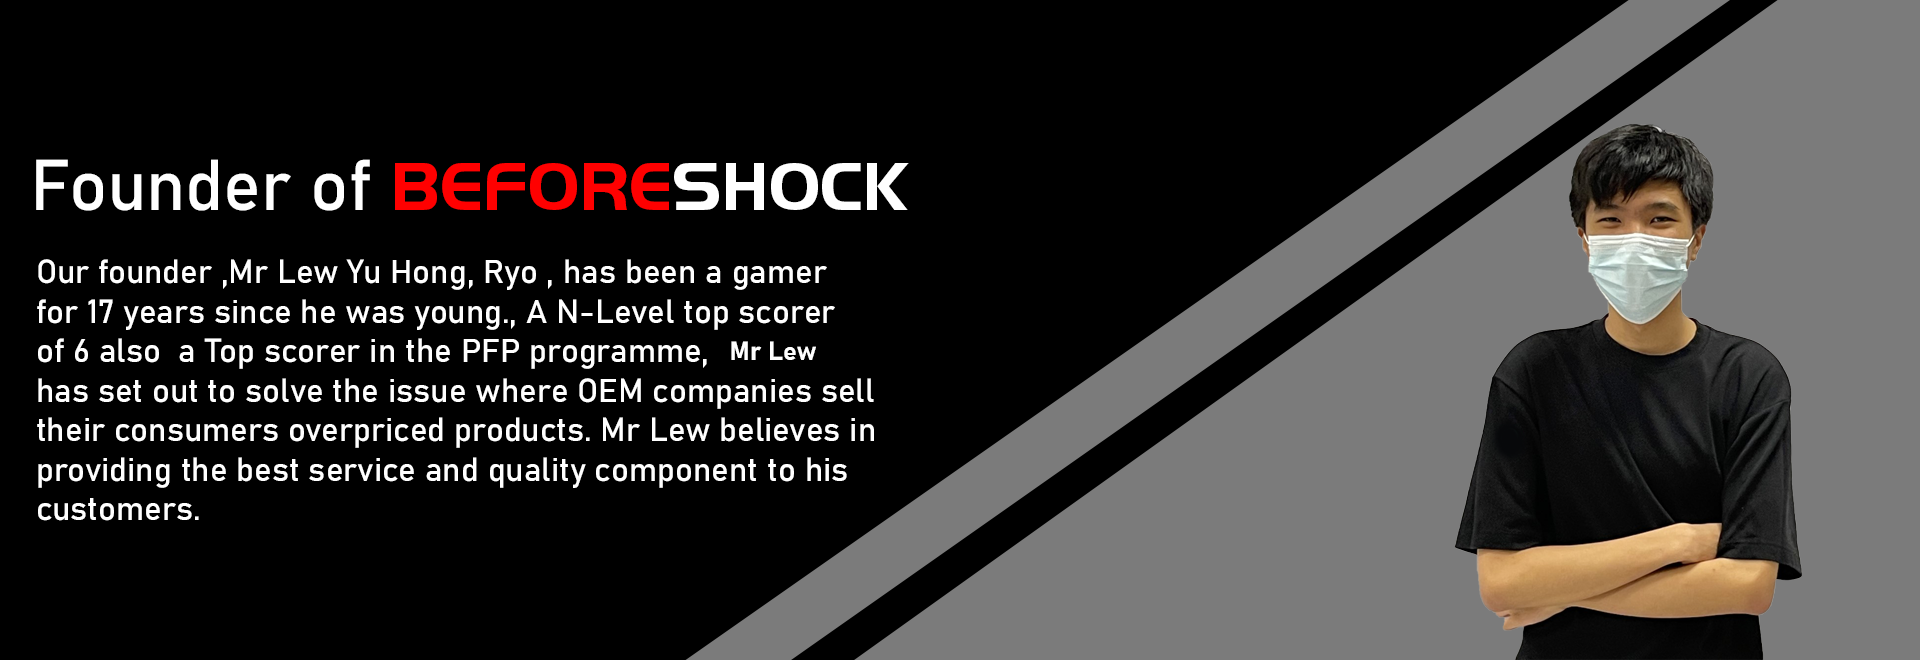 Founder of BEFORESHOCK
Our founder ,Mr Lew Yu Hong, Ryo , has been a gamer
for 17 years since he was young., A N-Level top scorer
of 6 also  a Top scorer in the PFP programme,  Mr Lew
has set out to solve the issue where OEM companies sell
their consumers overpriced products. Mr Lew believes in
providing the best service and quality component to his
customers.